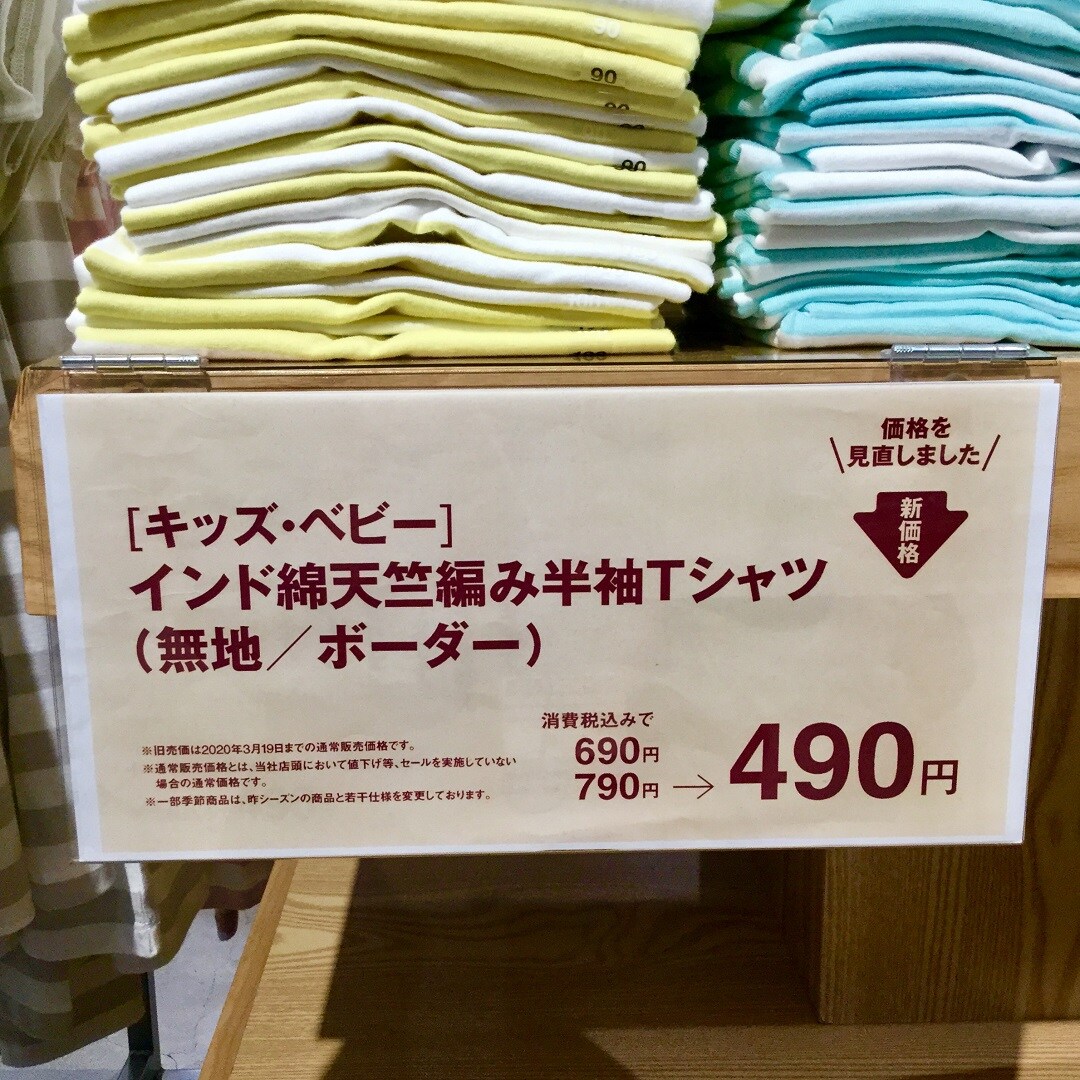 90
90
90
90
100
価格を
見直しました
新価格
[キッズ・ベビー]
インド綿天竺編み半袖Tシャツ
(無地／ボーダー)
消費税込みで
690円
790円→490円
※旧売価は2020年3月19日までの通常販売価格です。
※通常販売価格とは、当社店頭において値下げ等、セールを実施していない
場合の通常価格です。
※一部季節商品は、昨シーズンの商品と若干仕様を変更しております。